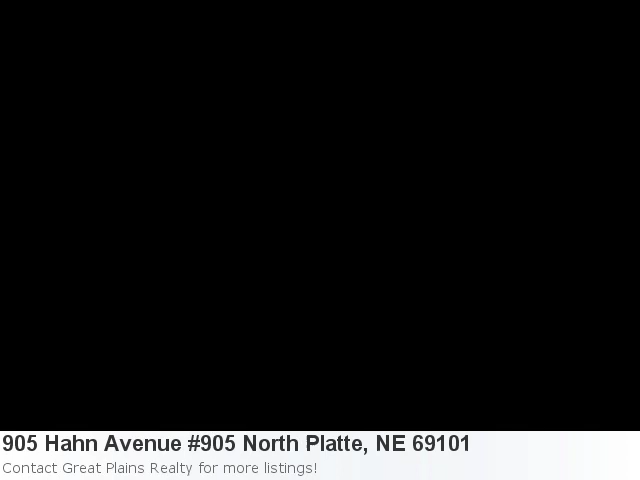 905 Hahn Avenue #905 North Platte, NE 69101
Contact Great Plains Realty for more listings!